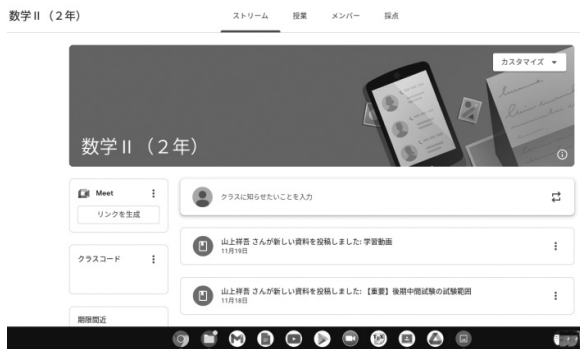 数学Ⅱ（２年）
ストリーム 授業 メンバー 採点
カスタマイズ
数学Ⅱ（２年）
Meet
リンクを生成
クラスに知らせたいことを入力
山上祥吾 さんが新しい資料を投稿しました: 学習動画
11月19日
クラスコード
山上祥吾 さんが新しい資料を投稿しました: 【重要】後期中間試験の試験範囲
11月18日
期限間近